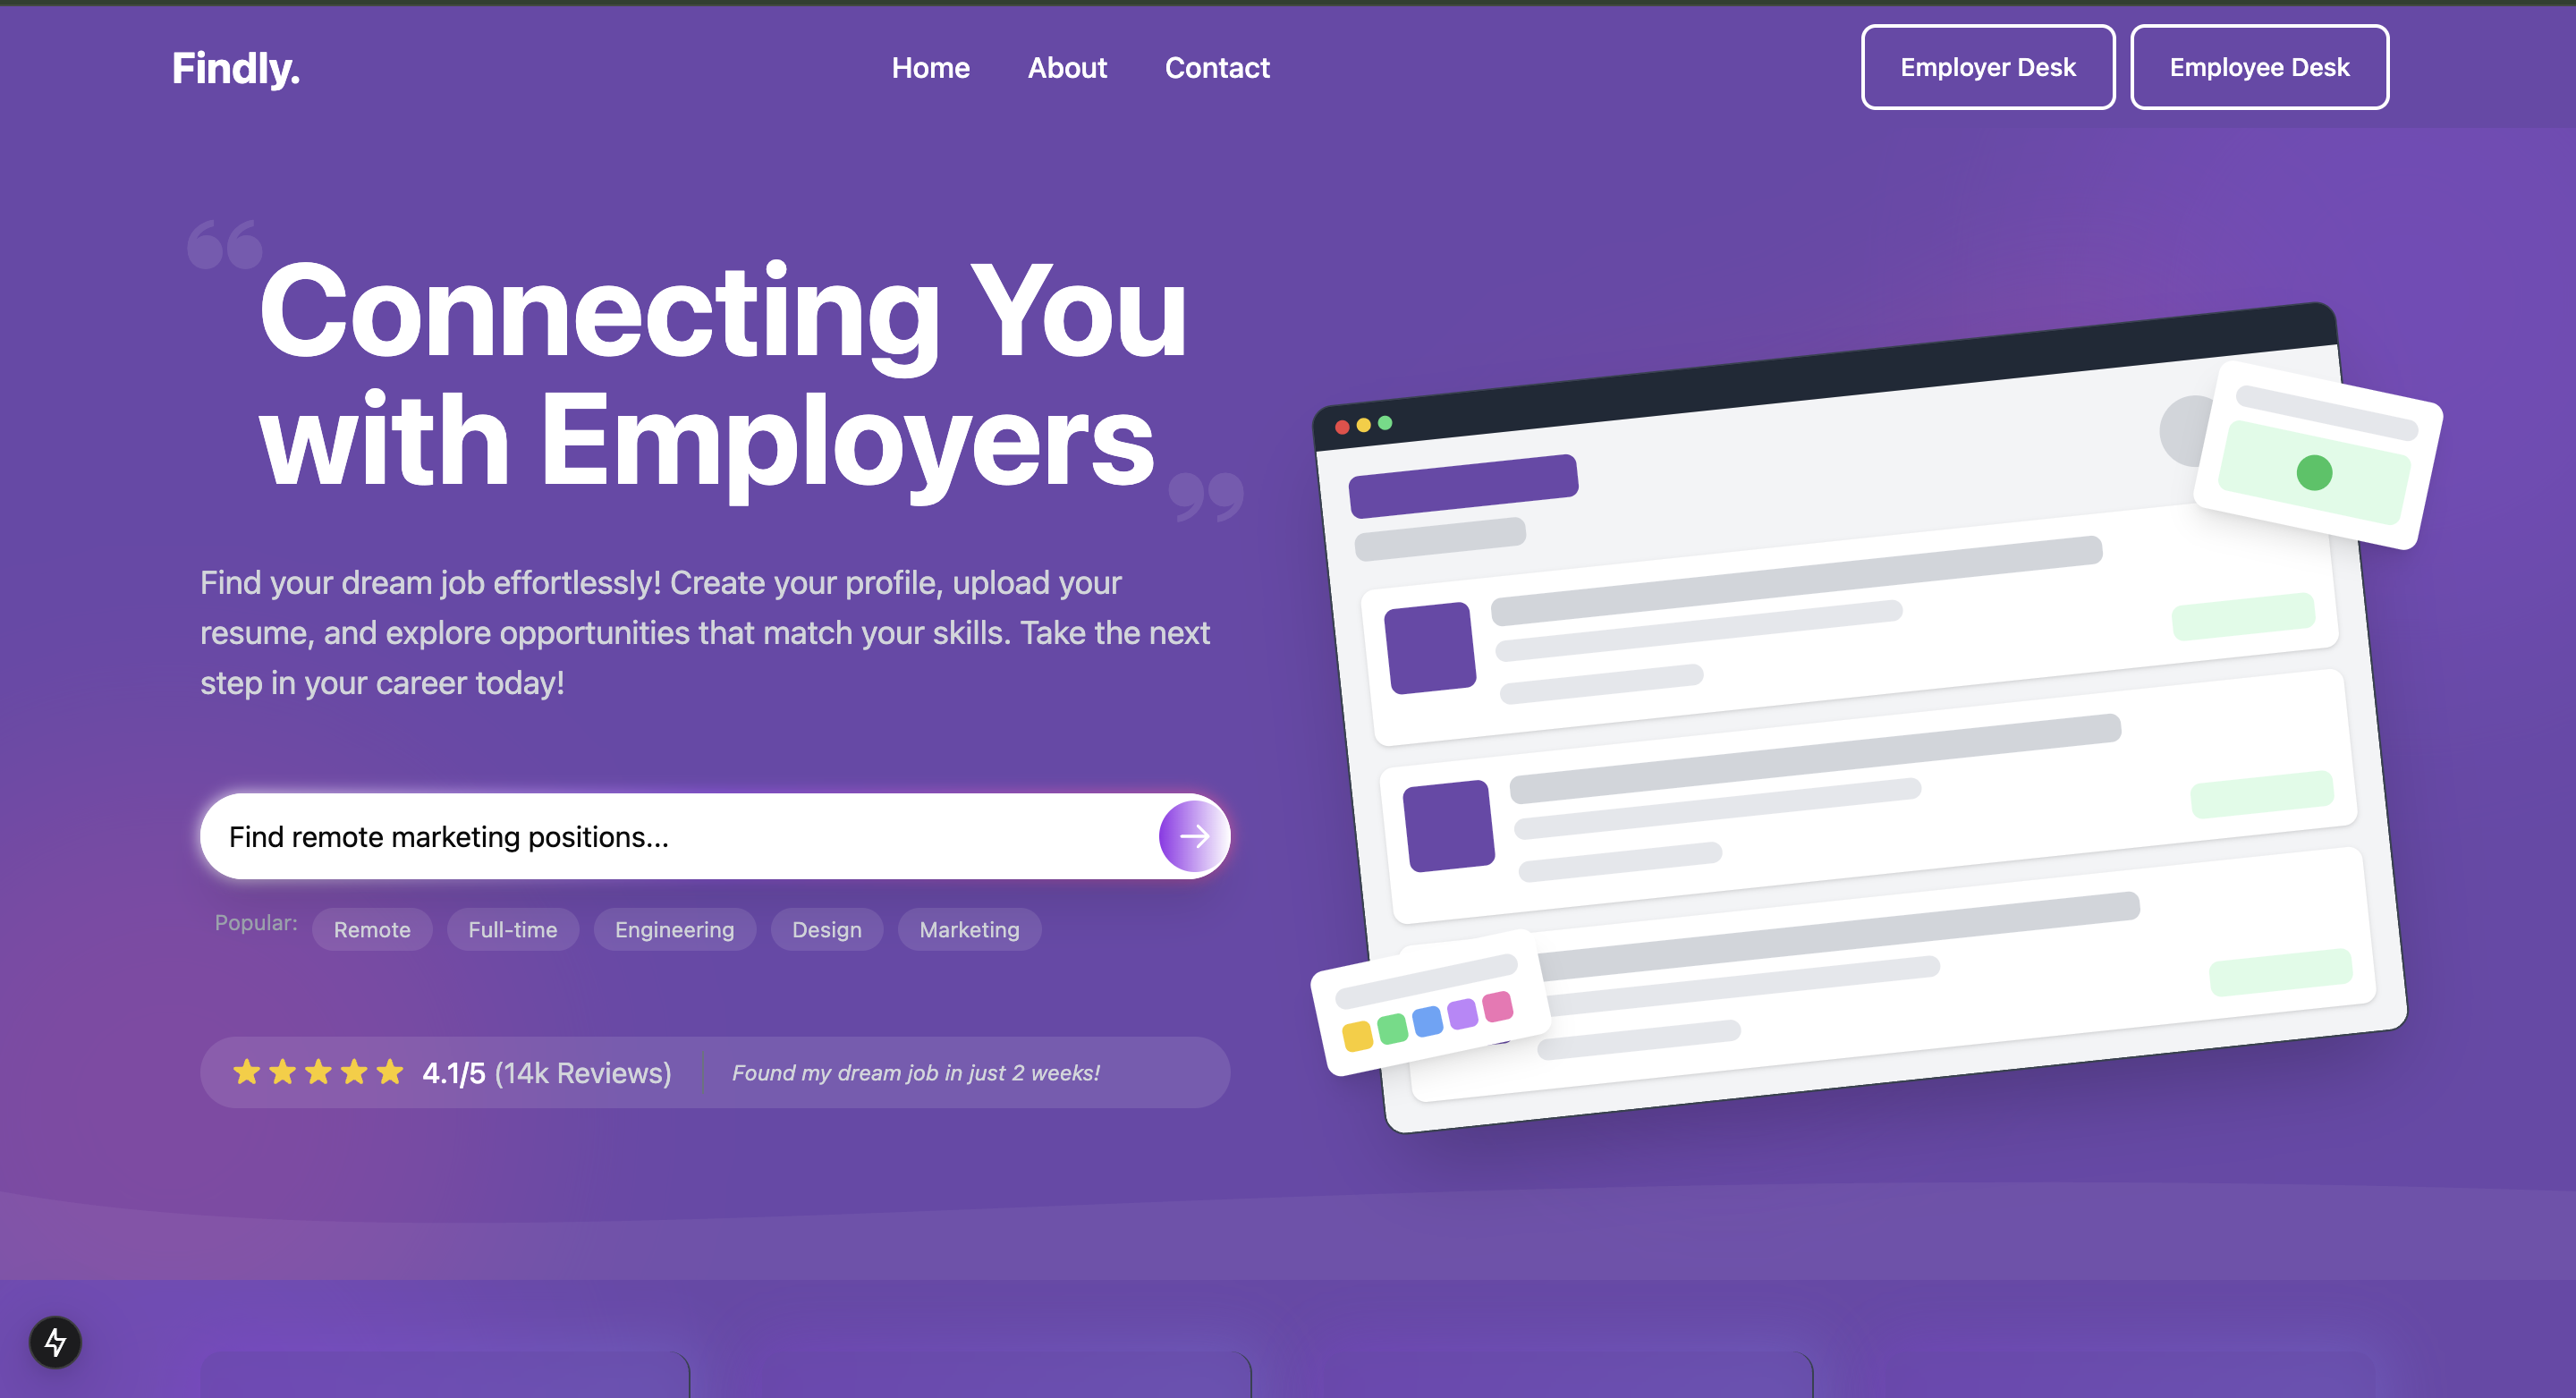 Findly.
Home
About
Contact
Employer Desk
Employee Desk
“
Connecting You
with Employers
”
Find your dream job effortlessly! Create your profile, upload your
resume, and explore opportunities that match your skills. Take the next
step in your career today!
Find remote marketing positions...
Popular:
Remote
Full-time
Engineering
Design
Marketing
4.1/5 (14k Reviews)
Found my dream job in just 2 weeks!